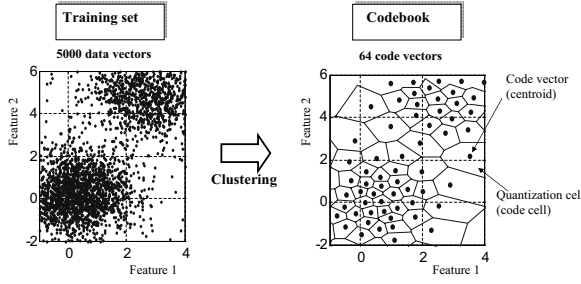 Training set
5000 data vectors
6
4
2
0
-2
0
2
4
Feature 2
Feature 1
Clustering
Codebook
64 code vectors
6
4
2
0
-2
0
2
4
Feature 2
Feature 1
Code vector
(centroid)
Quantization cel
(code cell)